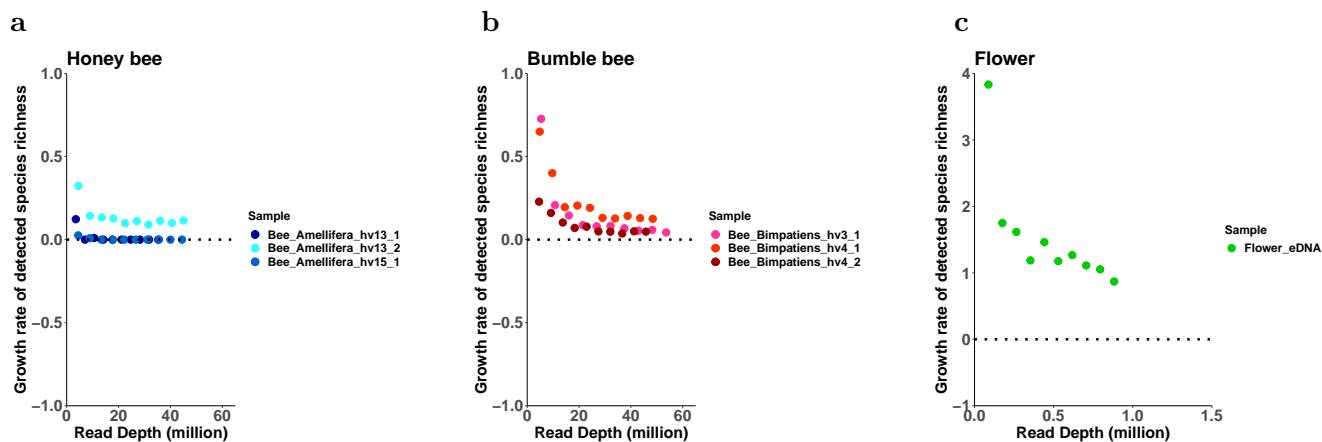 a
Honey bee
Growth rate of detected species richness
1.0
0.5
0.0
−0.5
−1.0
0
20
40
60
Read Depth (million)
Sample
Bee_Amellifera_hv13_1
Bee_Amellifera_hv13_2
Bee_Amellifera_hv15_1
b
Bumble bee
Growth rate of detected species richness
1.0
0.5
0.0
−0.5
−1.0
0
20
40
60
Read Depth (million)
Sample
Bee_Bimpatiens_hv3_1
Bee_Bimpatiens_hv4_1
Bee_Bimpatiens_hv4_2
c
Flower
Growth rate of detected species richness
4
3
2
1
0
−1
0.0
0.5
1.0
1.5
Read Depth (million)
Sample
Flower_eDNA